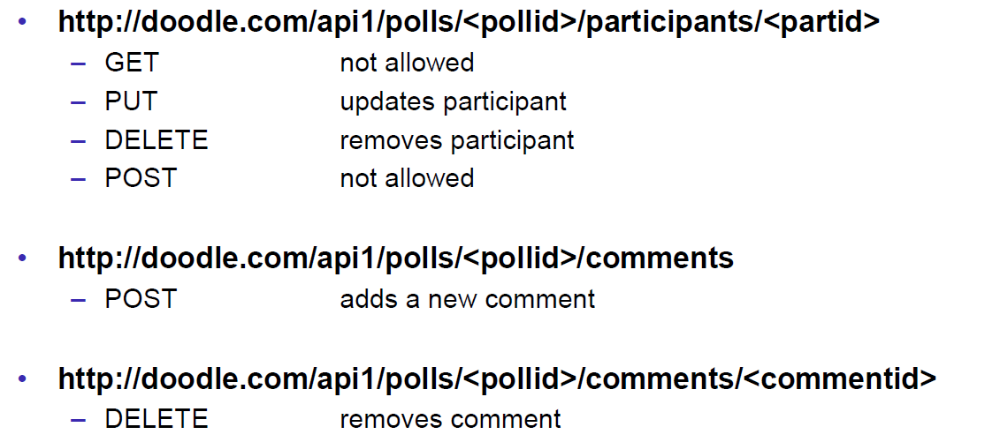 • http://doodle.com/api1/polls/<pollid>/participants/<partid>
– GET not allowed
– PUT updates participant
– DELETE removes participant
– POST not allowed
• http://doodle.com/api1/polls/<pollid>/comments
– POST adds a new comment
• http://doodle.com/api1/polls/<pollid>/comments/<commentid>
– DELETE removes comment